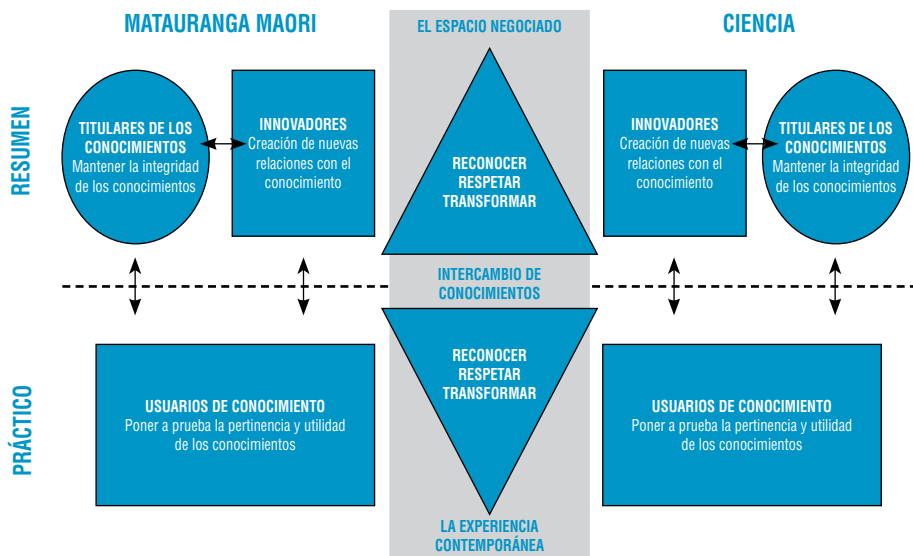 MATAURANGA MAORI
EL ESPACIO NEGOCIADO
CIENCIA
RESUMEN
TITULARES DE LOS
CONOCIMIENTOS
Mantener la integridad
de los conocimientos
INNOVADORES
Creación de nuevas
relaciones con el
conocimiento
RECONOCER
RESPETAR
TRANSFORMAR
INNOVADORES
Creación de nuevas
relaciones con el
conocimiento
TITULARES DE LOS
CONOCIMIENTOS
Mantener la integridad
de los conocimientos
INTERCAMBIO DE
CONOCIMIENTOS
PRÁCTICO
USUARIOS DE CONOCIMIENTO
Poner a prueba la pertinencia y utilidad
de los conocimientos
RECONOCER
RESPETAR
TRANSFORMAR
USUARIOS DE CONOCIMIENTO
Poner a prueba la pertinencia y utilidad
de los conocimientos
LA EXPERIENCIA
CONTEMPORÁNEA